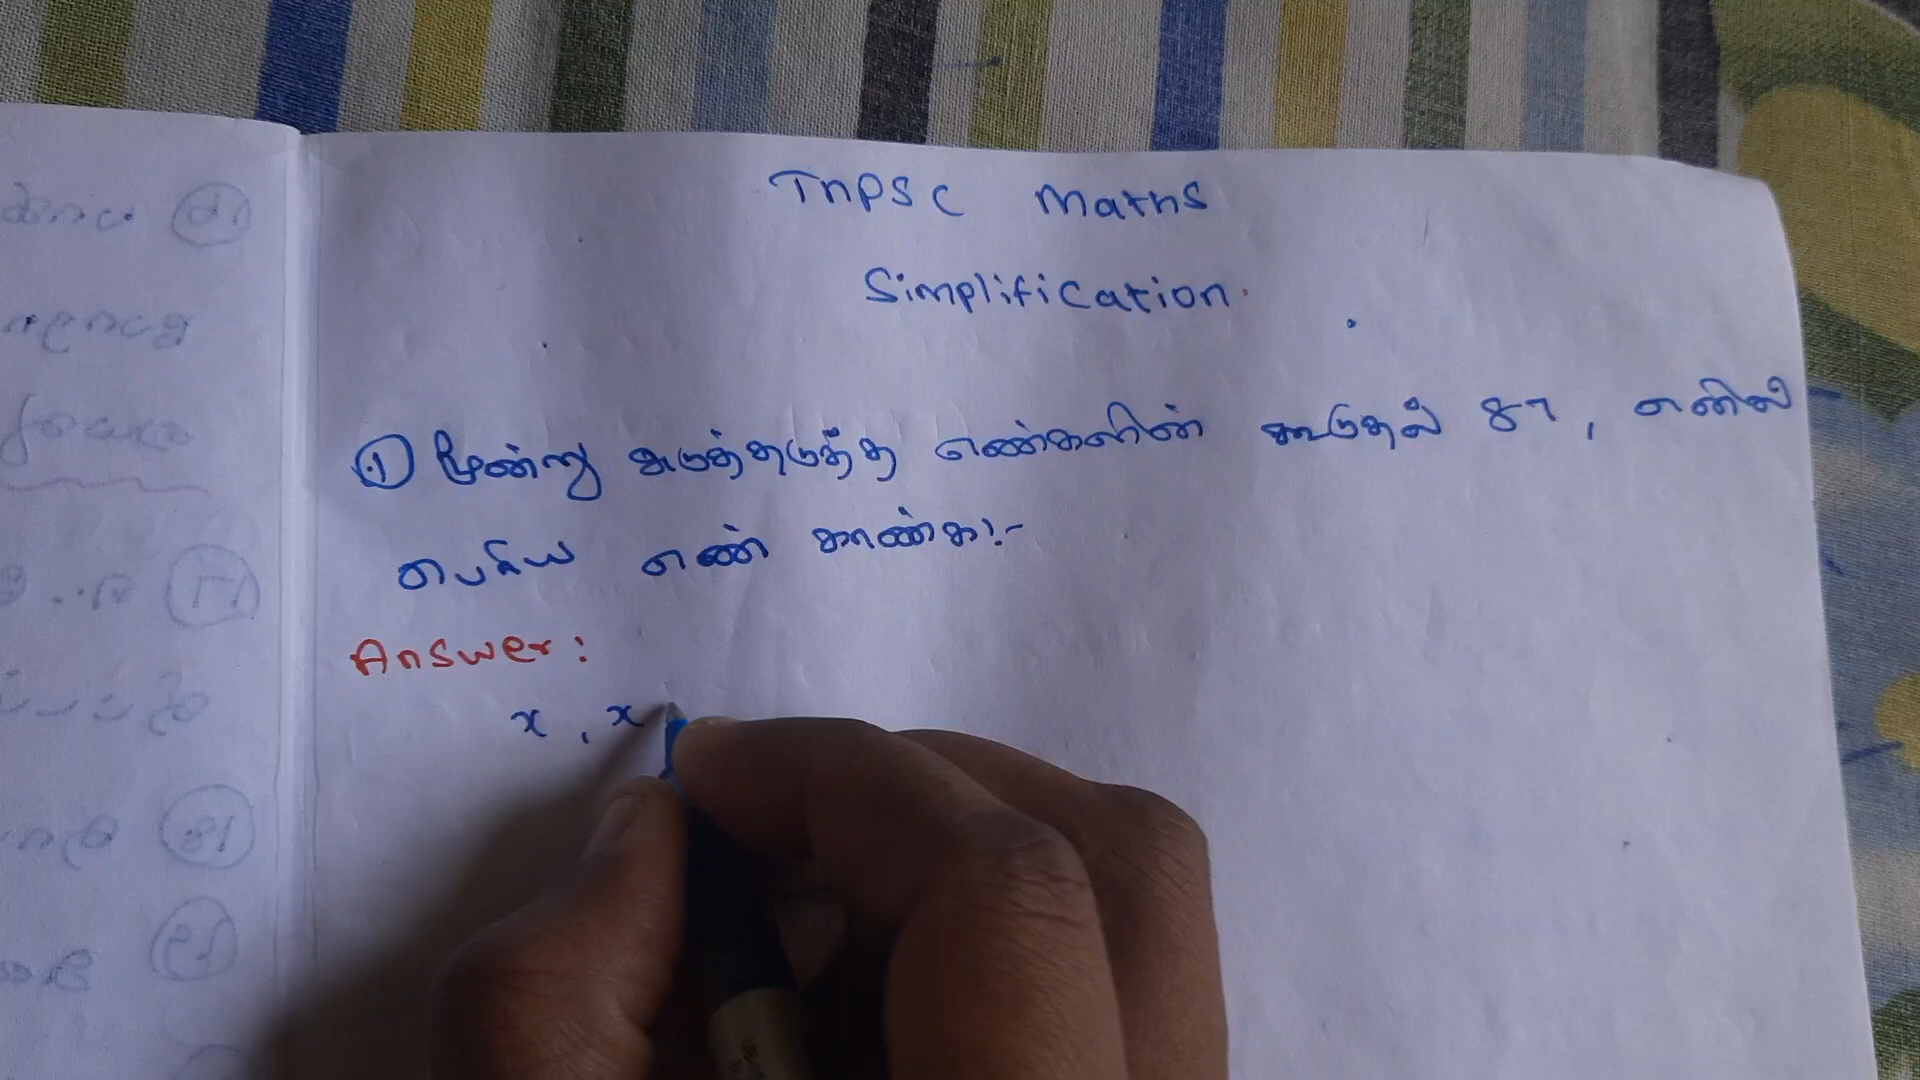 TNPSC Maths
Simplification.
① மூன்று அடுத்தடுத்த எண்களின் கூடுதல் 87, எனில்
பெரிய எண் காண்க!-
Answer:
x, x